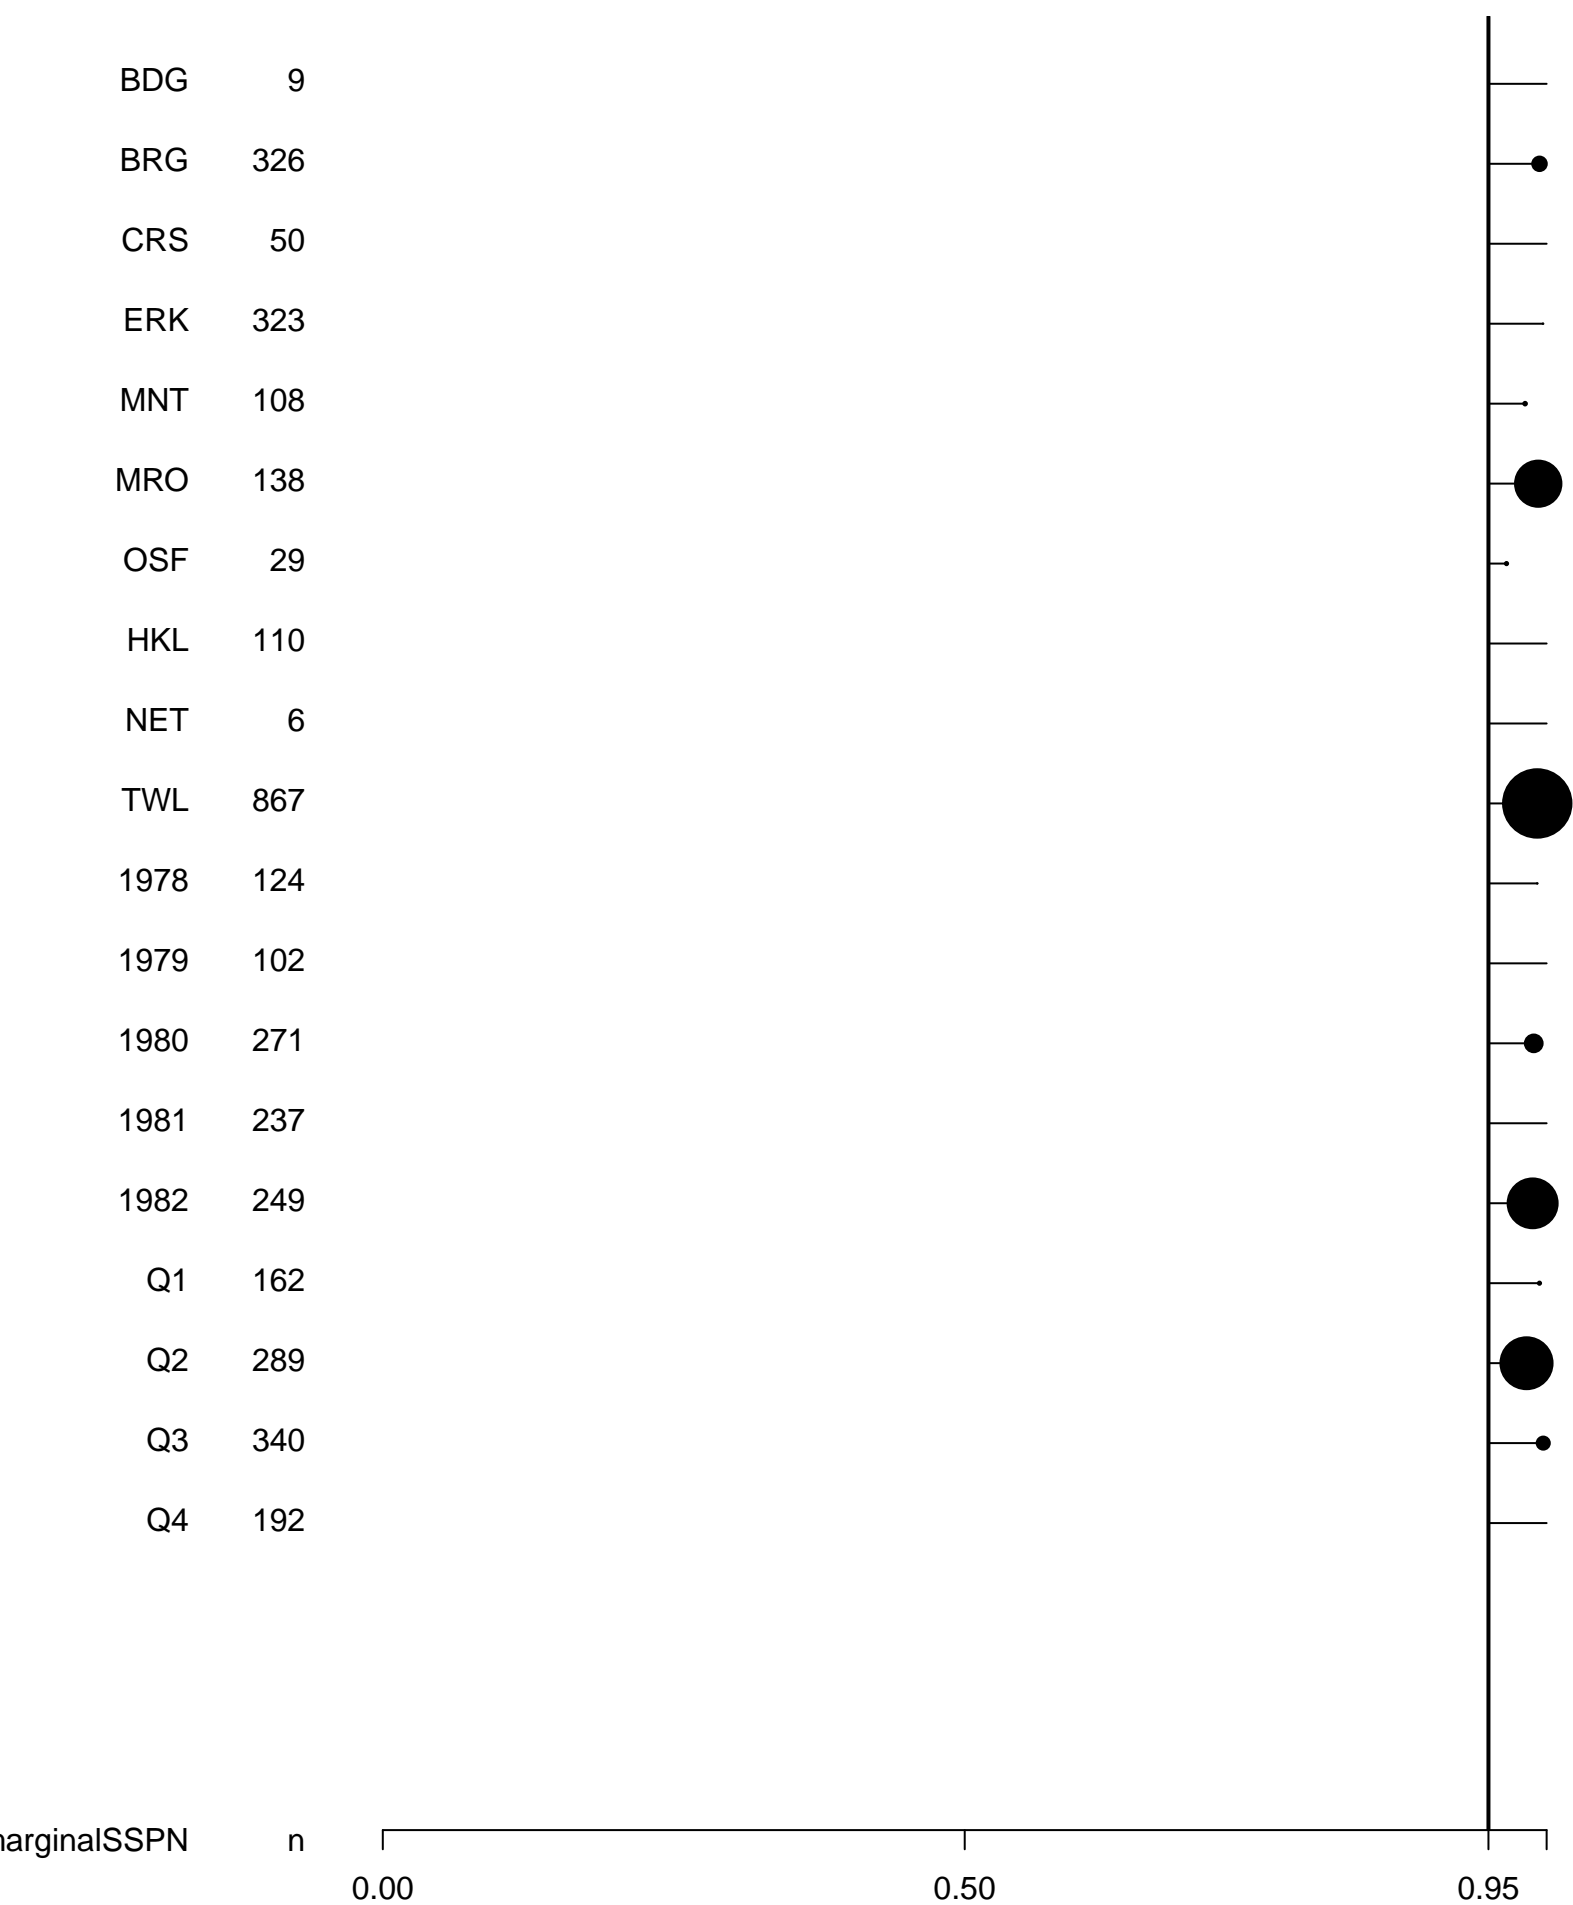 BDG 9
BRG 326
CRS 50
ERK 323
MNT 108
MRO 138
OSF 29
HKL 110
NET 6
TWL 867
1978 124
1979 102
1980 271
1981 237
1982 249
Q1 162
Q2 289
Q3 340
Q4 192
arginalSSPN n
0.00 0.50 0.95